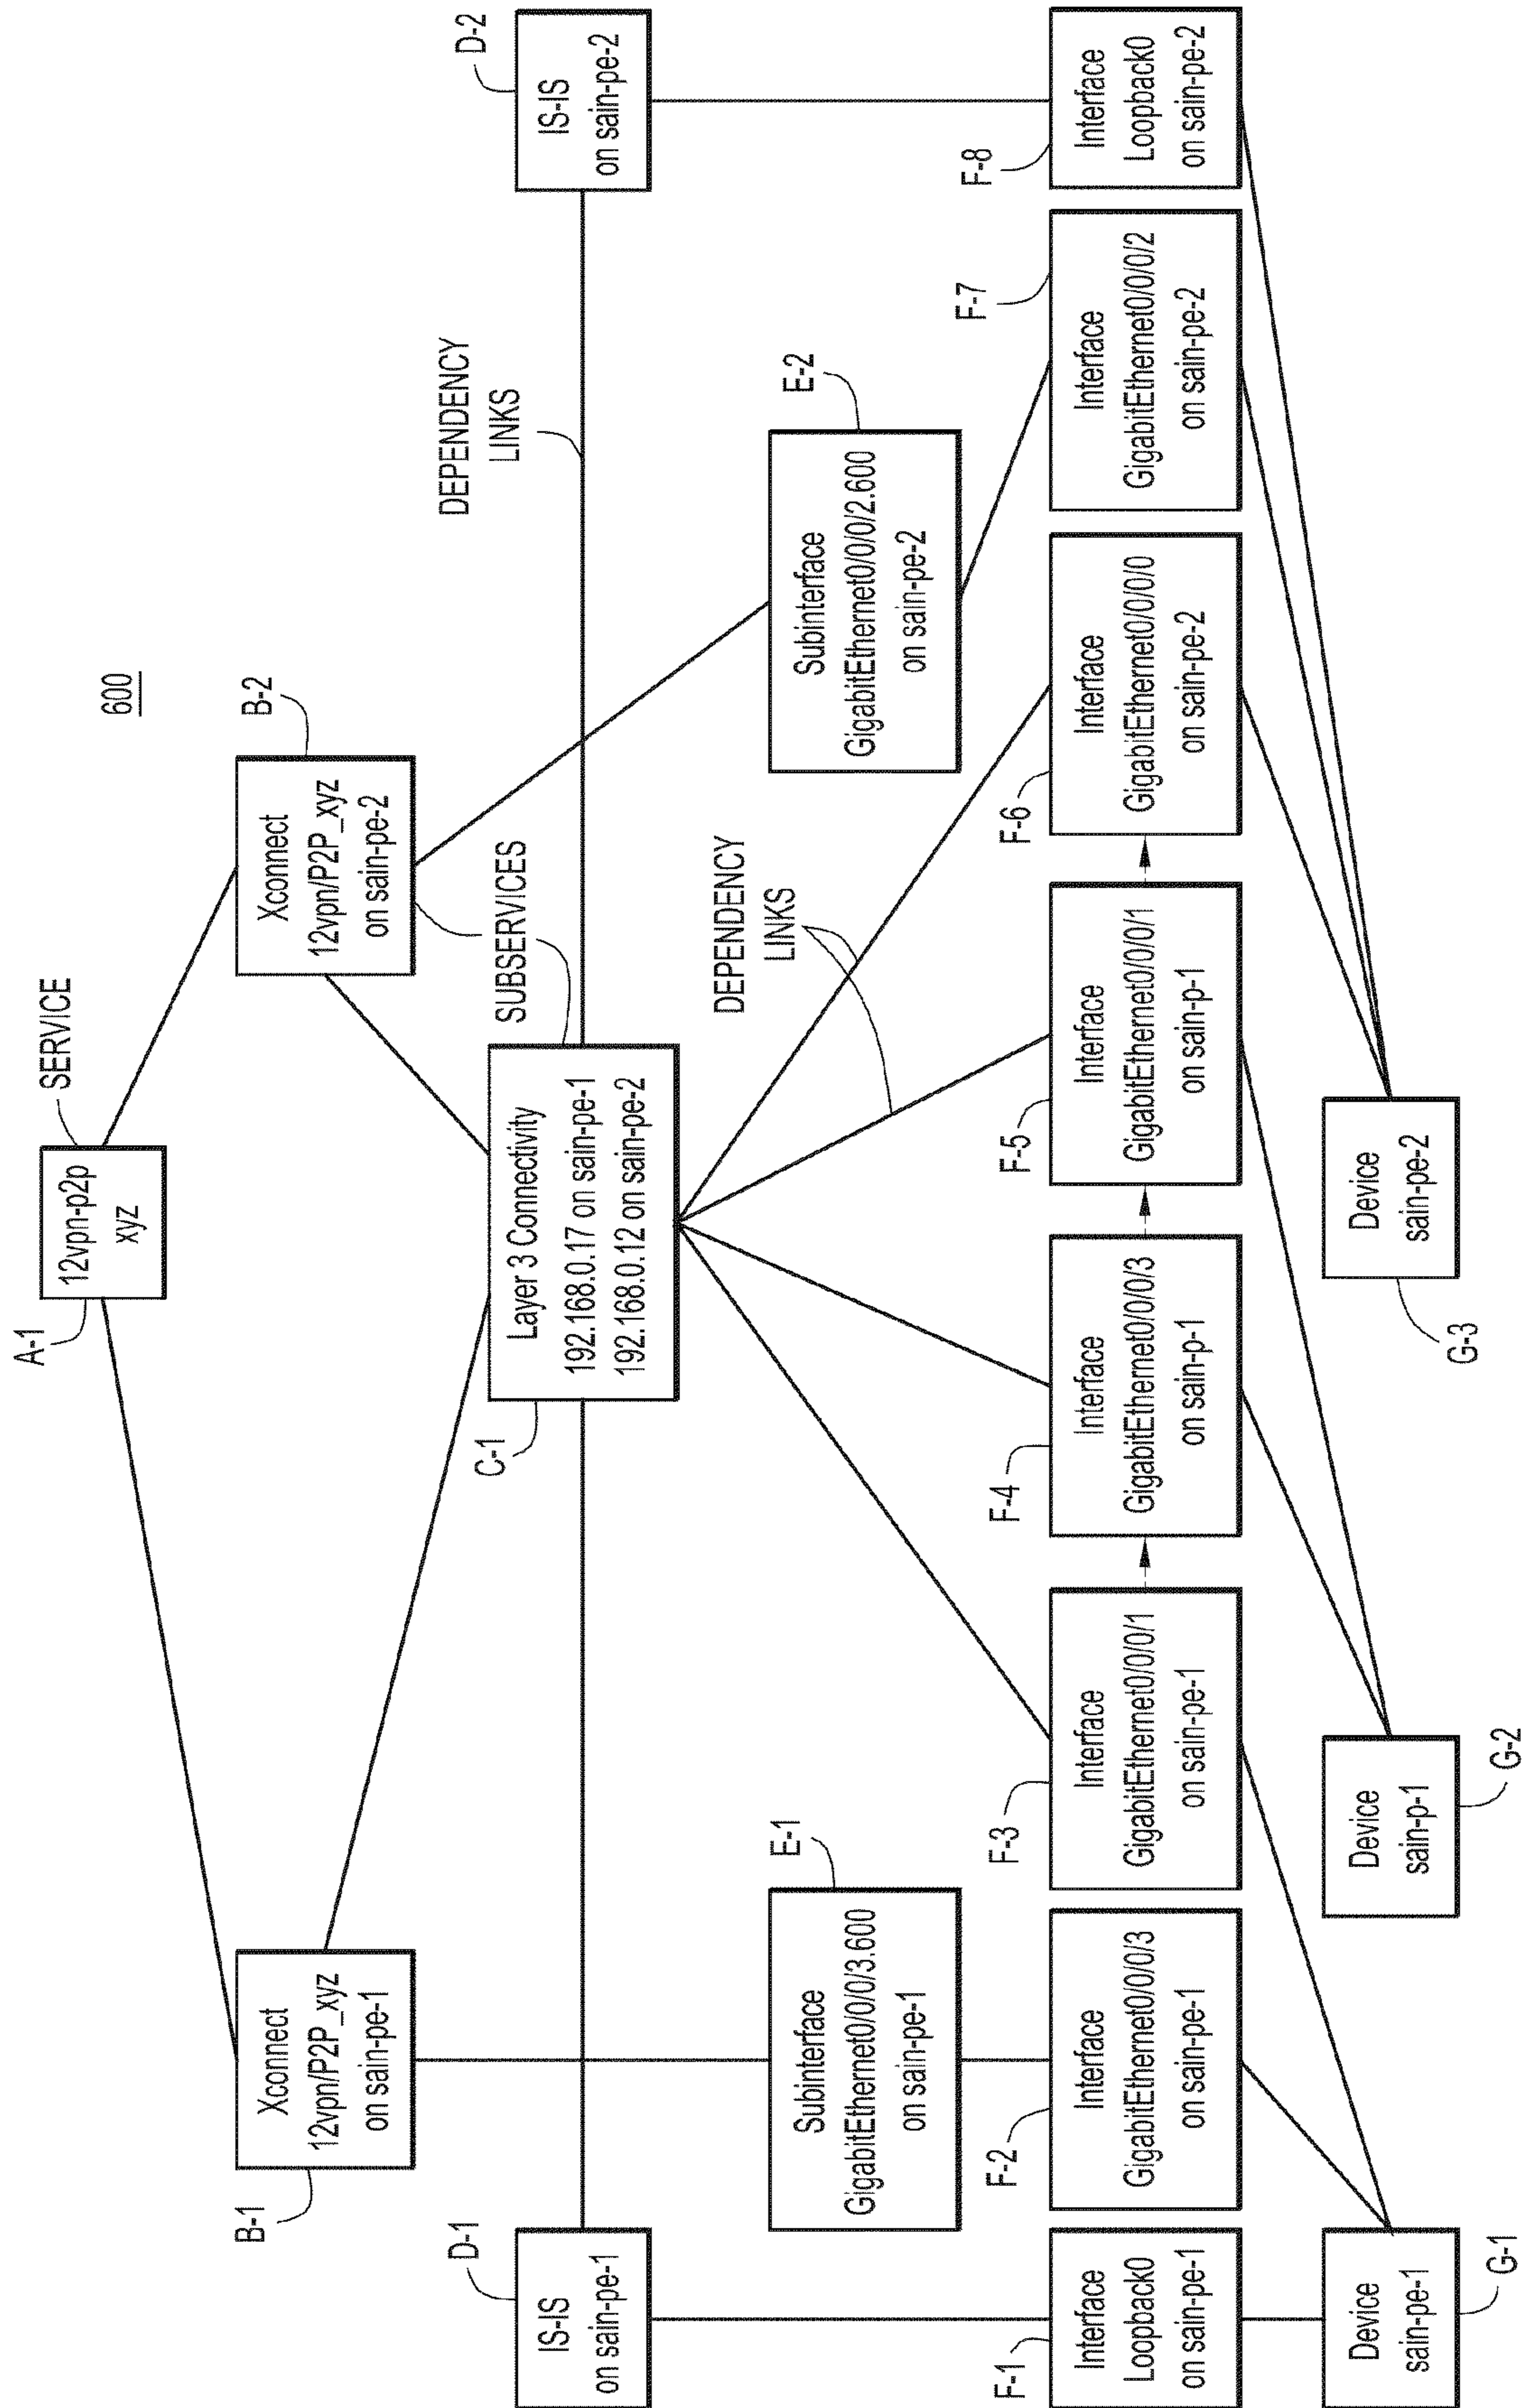 600
A-1
12vpn-p2p
xyz
SERVICE
B-1
Xconnect
12vpn/P2P_xyz
on sain-pe-1
Xconnect
12vpn/P2P_xyz
on sain-pe-2
B-2
SUBSERVICES
D-1
IS-IS
on sain-pe-1
C-1
Layer 3 Connectivity
192.168.0.17 on sain-pe-1
192.168.0.12 on sain-pe-2
DEPENDENCY
LINKS
IS-IS
on sain-pe-2
D-2
Subinterface
GigabitEthernet0/0/0/3.600
on sain-pe-1
E-1
Subinterface
GigabitEthernet0/0/0/2.600
on sain-pe-2
E-2
DEPENDENCY
LINKS
F-1
Interface
Loopback0
on sain-pe-1
F-2
Interface
GigabitEthernet0/0/0/3
on sain-pe-1
F-3
Interface
GigabitEthernet0/0/0/1
on sain-pe-1
F-4
Interface
GigabitEthernet0/0/0/3
on sain-p-1
F-5
Interface
GigabitEthernet0/0/0/1
on sain-p-1
F-6
Interface
GigabitEthernet0/0/0/0
on sain-pe-2
F-7
Interface
GigabitEthernet0/0/0/2
on sain-pe-2
F-8
Interface
Loopback0
on sain-pe-2
Device
sain-pe-1
G-1
Device
sain-p-1
G-2
Device
sain-pe-2
G-3